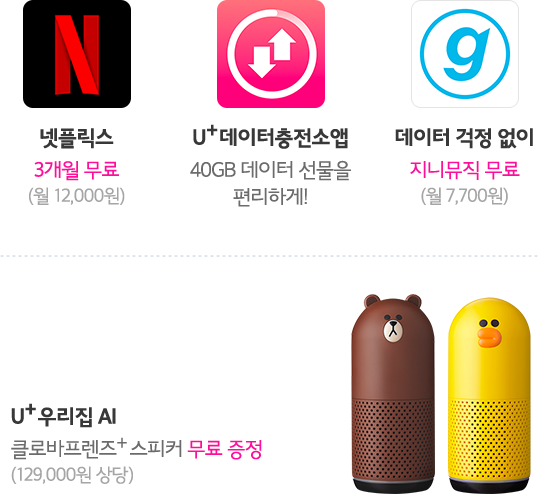 넷플릭스
3개월 무료
(월 12,000원)
U+데이터충전소앱
40GB 데이터 선물을
편리하게!
데이터 걱정 없이
지니뮤직 무료
(월 7,700원)
U+우리집 AI
클로바프렌즈+ 스피커 무료 증정
(129,000원 상당)